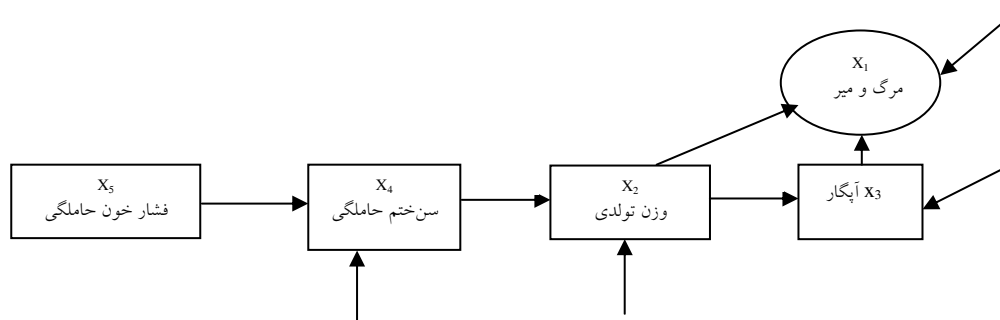 X₁
مرگ و میر
X₅
فشار خون حاملگی
X₄
سن‌ختم حاملگی
X₂
وزن تولدی
آپگار x₃